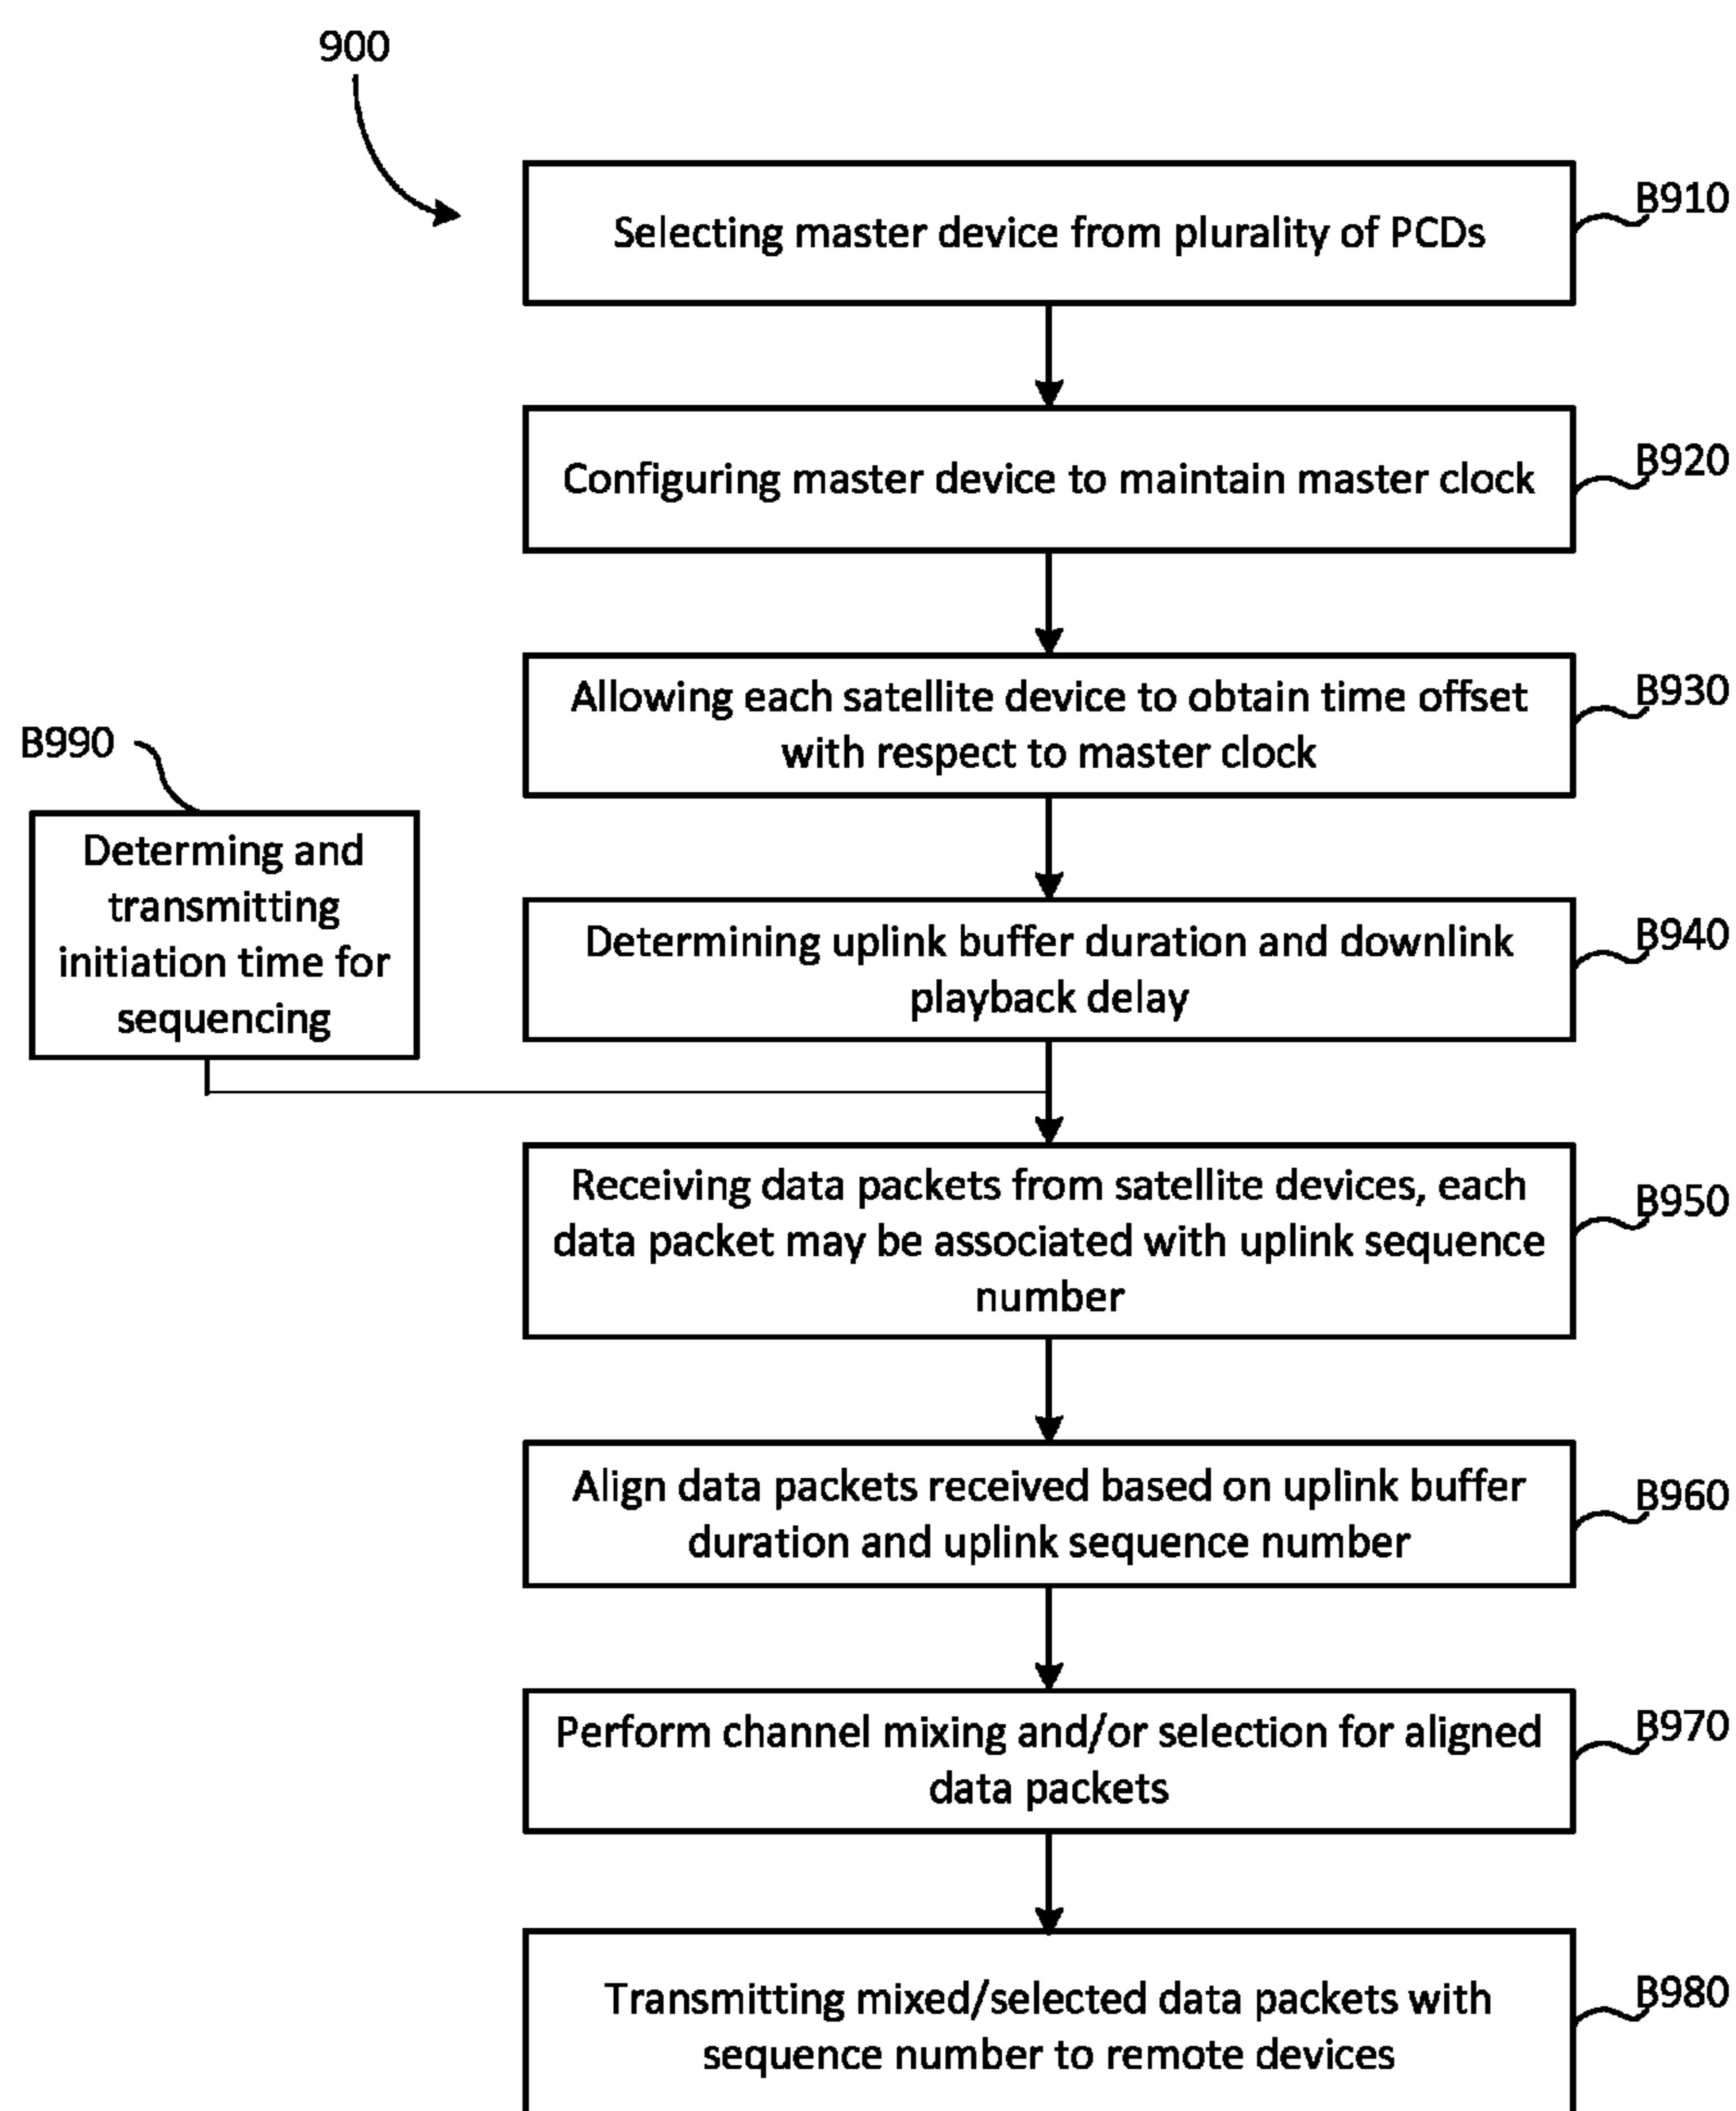 900
Selecting master device from plurality of PCDs
B910
Configuring master device to maintain master clock
B920
Allowing each satellite device to obtain time offset
with respect to master clock
B930
B990
Determing and
transmitting
initiation time for
sequencing
Determining uplink buffer duration and downlink
playback delay
B940
Receiving data packets from satellite devices, each
data packet may be associated with uplink sequence
number
B950
Align data packets received based on uplink buffer
duration and uplink sequence number
B960
Perform channel mixing and/or selection for aligned
data packets
B970
Transmitting mixed/selected data packets with
sequence number to remote devices
B980